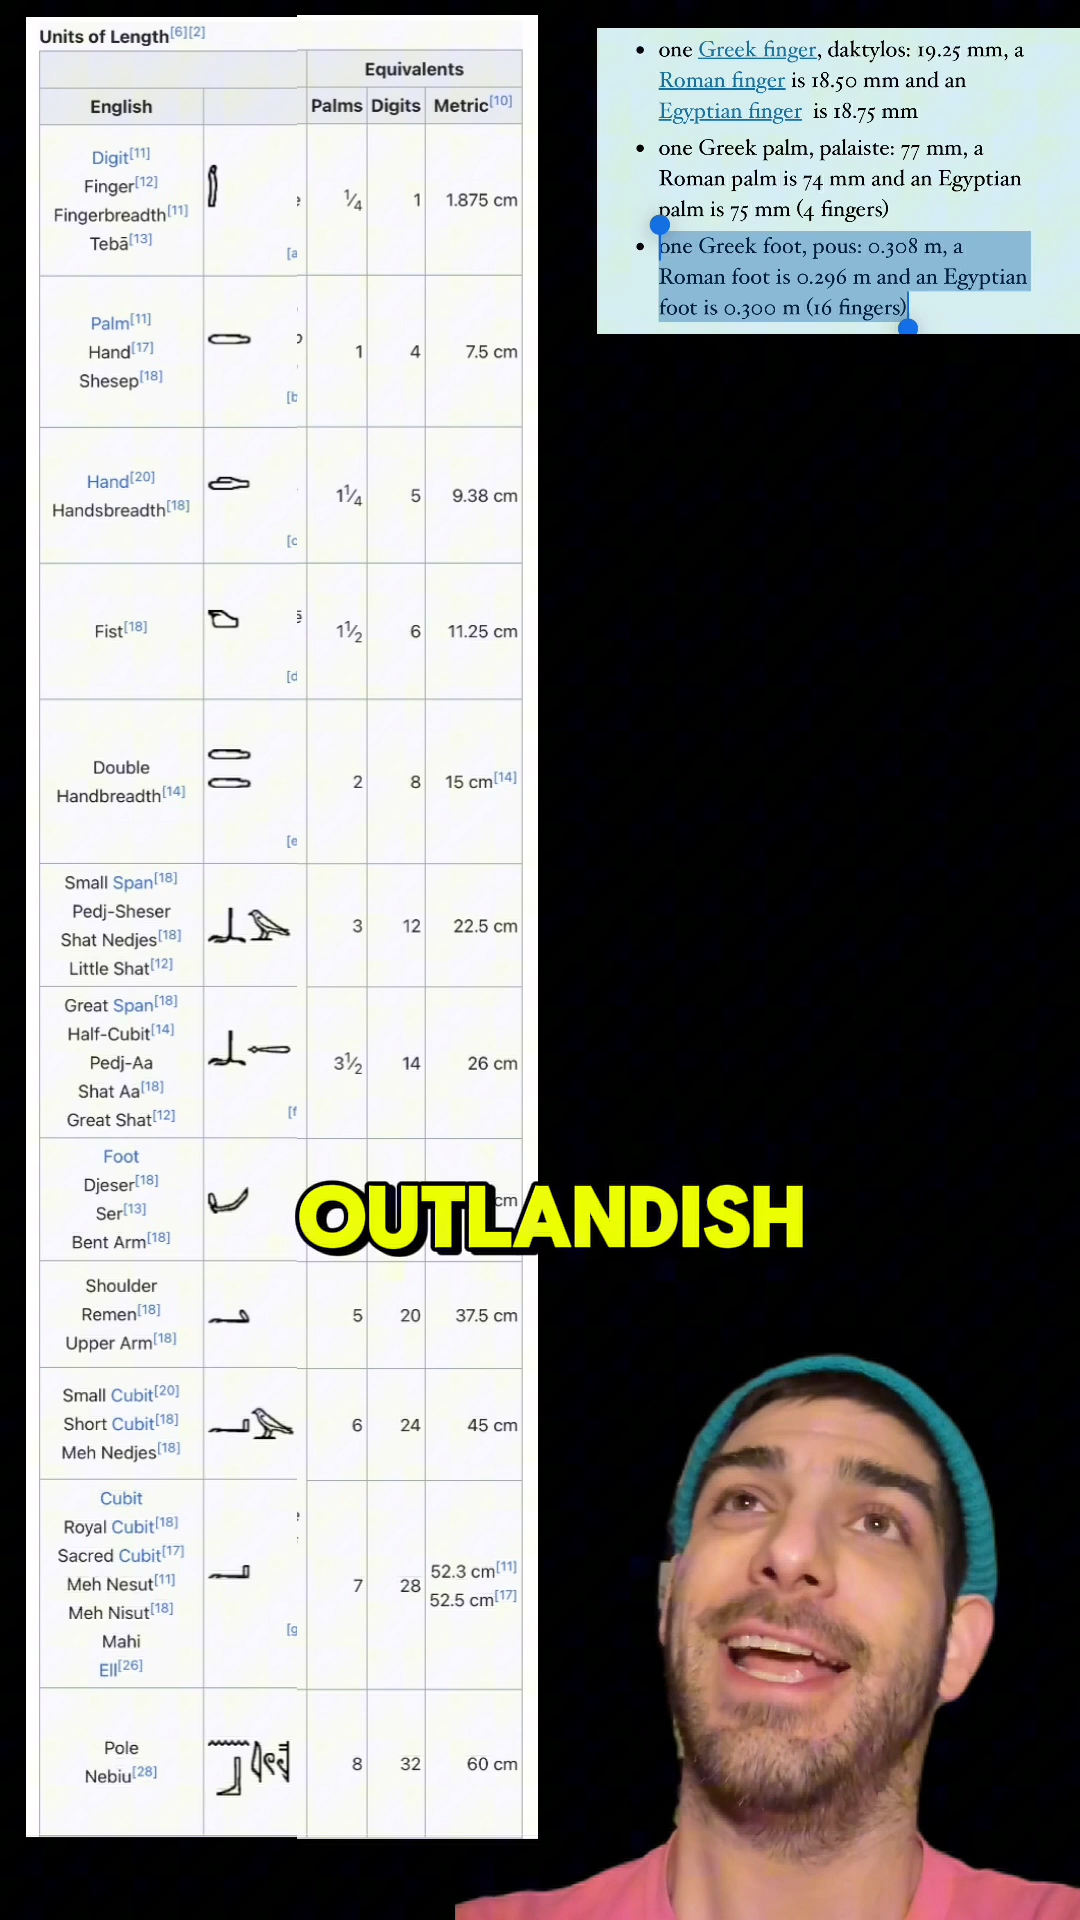 Units of Length[6][2]
Equivalents
English
Palms Digits Metric[10]
Digit[11]
Finger[12]
Fingerbreadth[11]
Tebā[13]
[a
¼ 1 1.875 cm
Palm[11]
Hand[17]
Shesep[18]
[b
1 4 7.5 cm
Hand[20]
Handsbreadth[18]
[c
1¼ 5 9.38 cm
Fist[18]
[d
1½ 6 11.25 cm
Double
Handbreadth[14]
[e
2 8 15 cm[14]
Small Span[18]
Pedj-Sheser
Shat Nedjes[18]
Little Shat[12]
3 12 22.5 cm
Great Span[18]
Half-Cubit[14]
Pedj-Aa
Shat Aa[18]
Great Shat[12]
[f
3½ 14 26 cm
Foot
Djeser[18]
Ser[13]
Bent Arm[18]
cm
Shoulder
Remen[18]
Upper Arm[18]
5 20 37.5 cm
Small Cubit[20]
Short Cubit[18]
Meh Nedjes[18]
6 24 45 cm
Cubit
Royal Cubit[18]
Sacred Cubit[17]
Meh Nesut[11]
Meh Nisut[18]
Mahi
Ell[26]
[g
7 28 52.3 cm[11]
52.5 cm[17]
Pole
Nebiu[28]
8 32 60 cm
• one Greek finger, daktylos: 19.25 mm, a
Roman finger is 18.50 mm and an
Egyptian finger is 18.75 mm
• one Greek palm, palaiste: 77 mm, a
Roman palm is 74 mm and an Egyptian
palm is 75 mm (4 fingers)
• one Greek foot, pous: 0.308 m, a
Roman foot is 0.296 m and an Egyptian
foot is 0.300 m (16 fingers)
OUTLANDISH